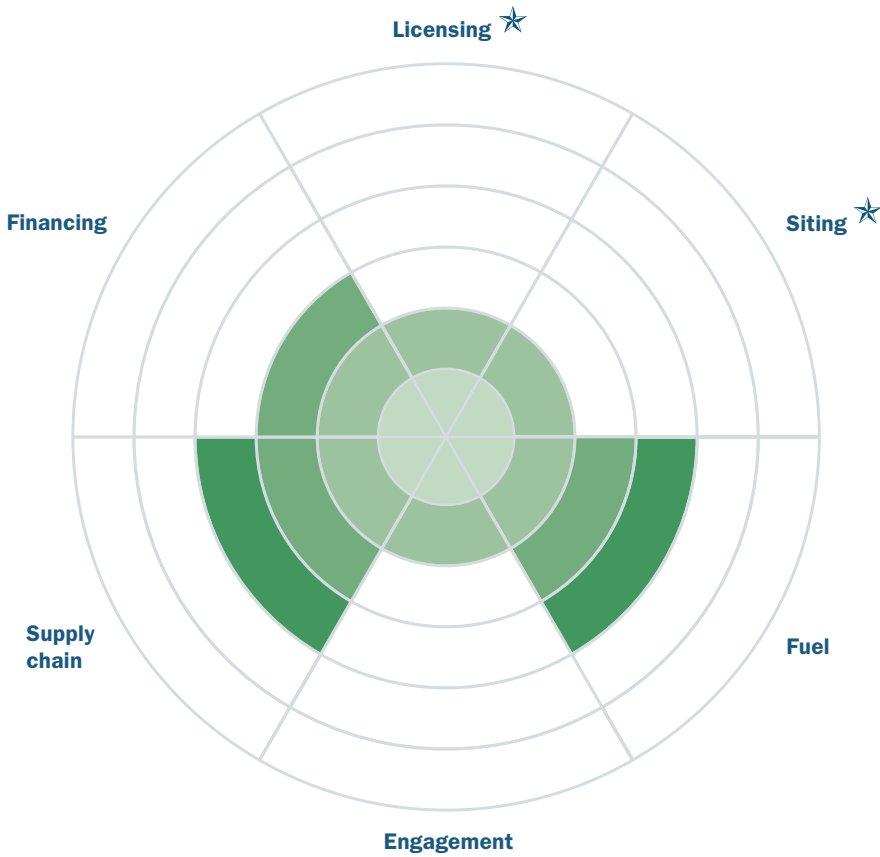 Licensing
Financing
Siting
Supply
chain
Fuel
Engagement